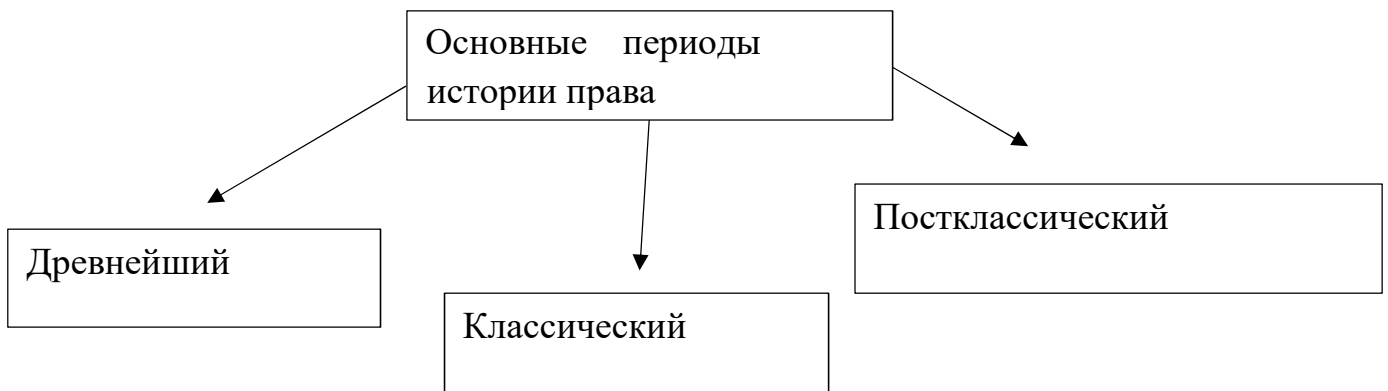 Основные периоды
истории права
Древнейший
Классический
Постклассический